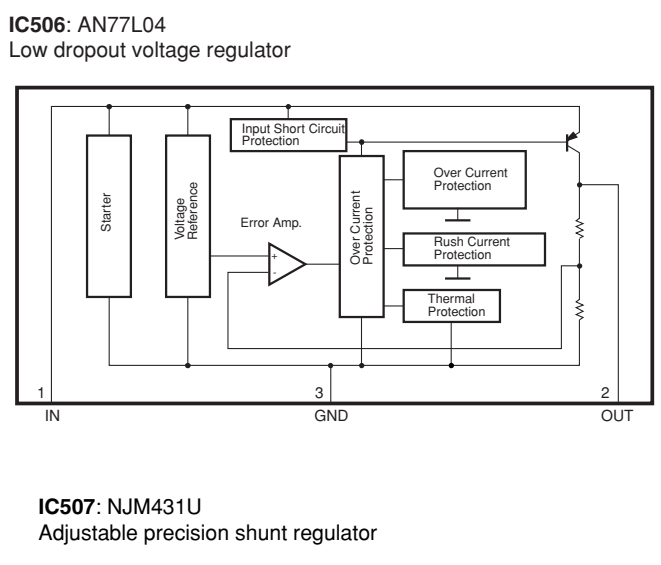 IC506: AN77L04
Low dropout voltage regulator
Input Short Circuit
Protection
Starter
Voltage
Reference
Error Amp.
+
-
Over Current
Protection
Over Current
Protection
Rush Current
Protection
Thermal
Protection
1
3
2
IN
GND
OUT
IC507: NJM431U
Adjustable precision shunt regulator